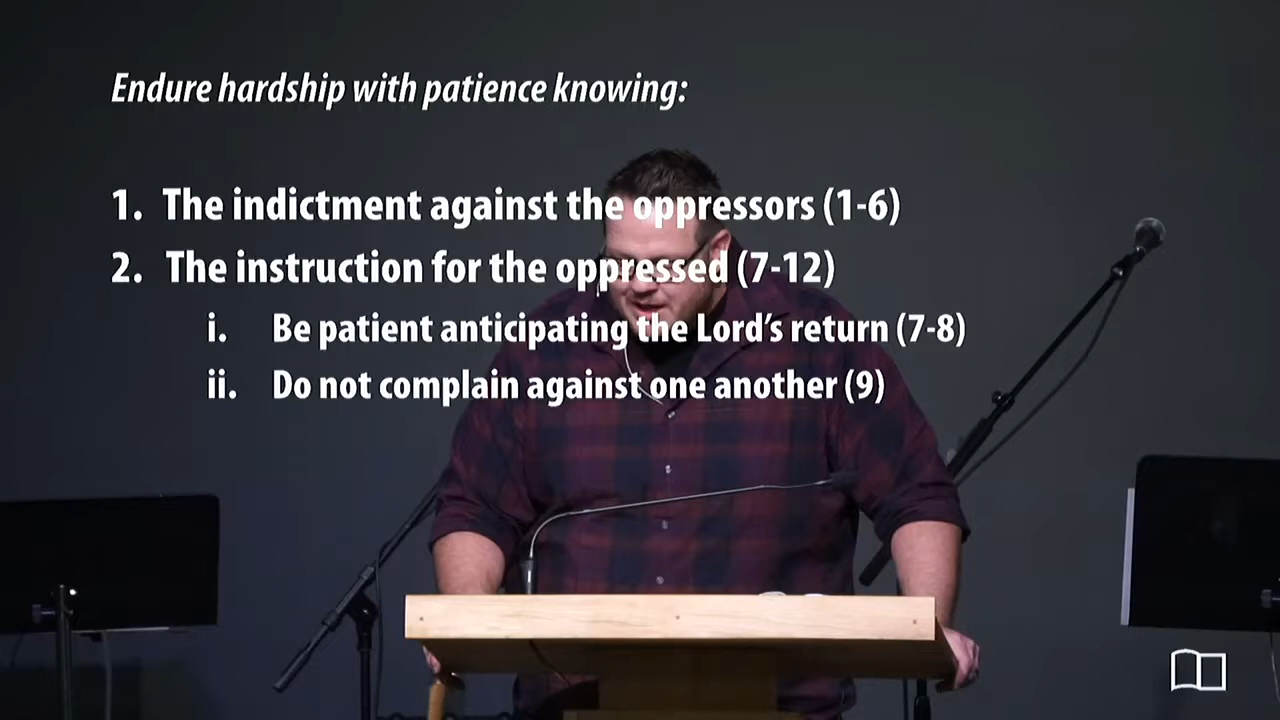 Endure hardship with patience knowing:
1. The indictment against the oppressors (1-6)
2. The instruction for the oppressed (7-12)
i. Be patient anticipating the Lord’s return (7-8)
ii. Do not complain against one another (9)